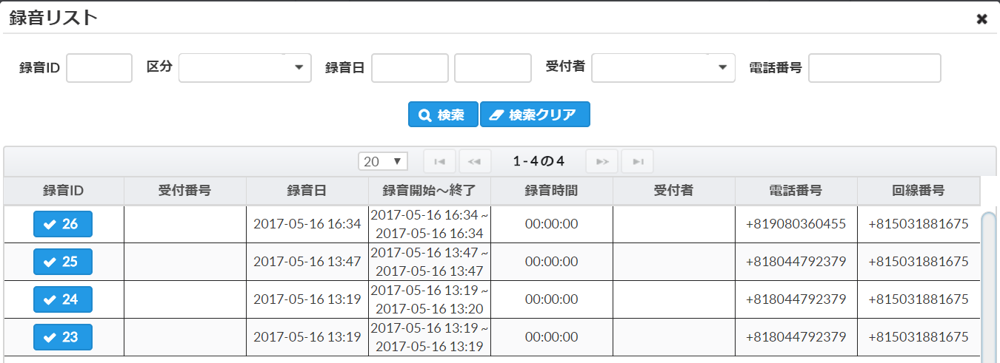 録音リスト
録音ID 区分 録音日 受付者 電話番号
検索 検索クリア
20 1 - 4 の 4
録音ID 受付番号 録音日 録音開始～終了 録音時間 受付者 電話番号 回線番号
26 2017-05-16 16:34 2017-05-16 16:34 ~ 00:00:00 +819080360455 +815031881675
2017-05-16 16:34
25 2017-05-16 13:47 2017-05-16 13:47 ~ 00:00:00 +818044792379 +815031881675
2017-05-16 13:47
24 2017-05-16 13:19 2017-05-16 13:19 ~ 00:00:00 +818044792379 +815031881675
2017-05-16 13:20
23 2017-05-16 13:19 2017-05-16 13:19 ~ 00:00:00 +818044792379 +815031881675
2017-05-16 13:19